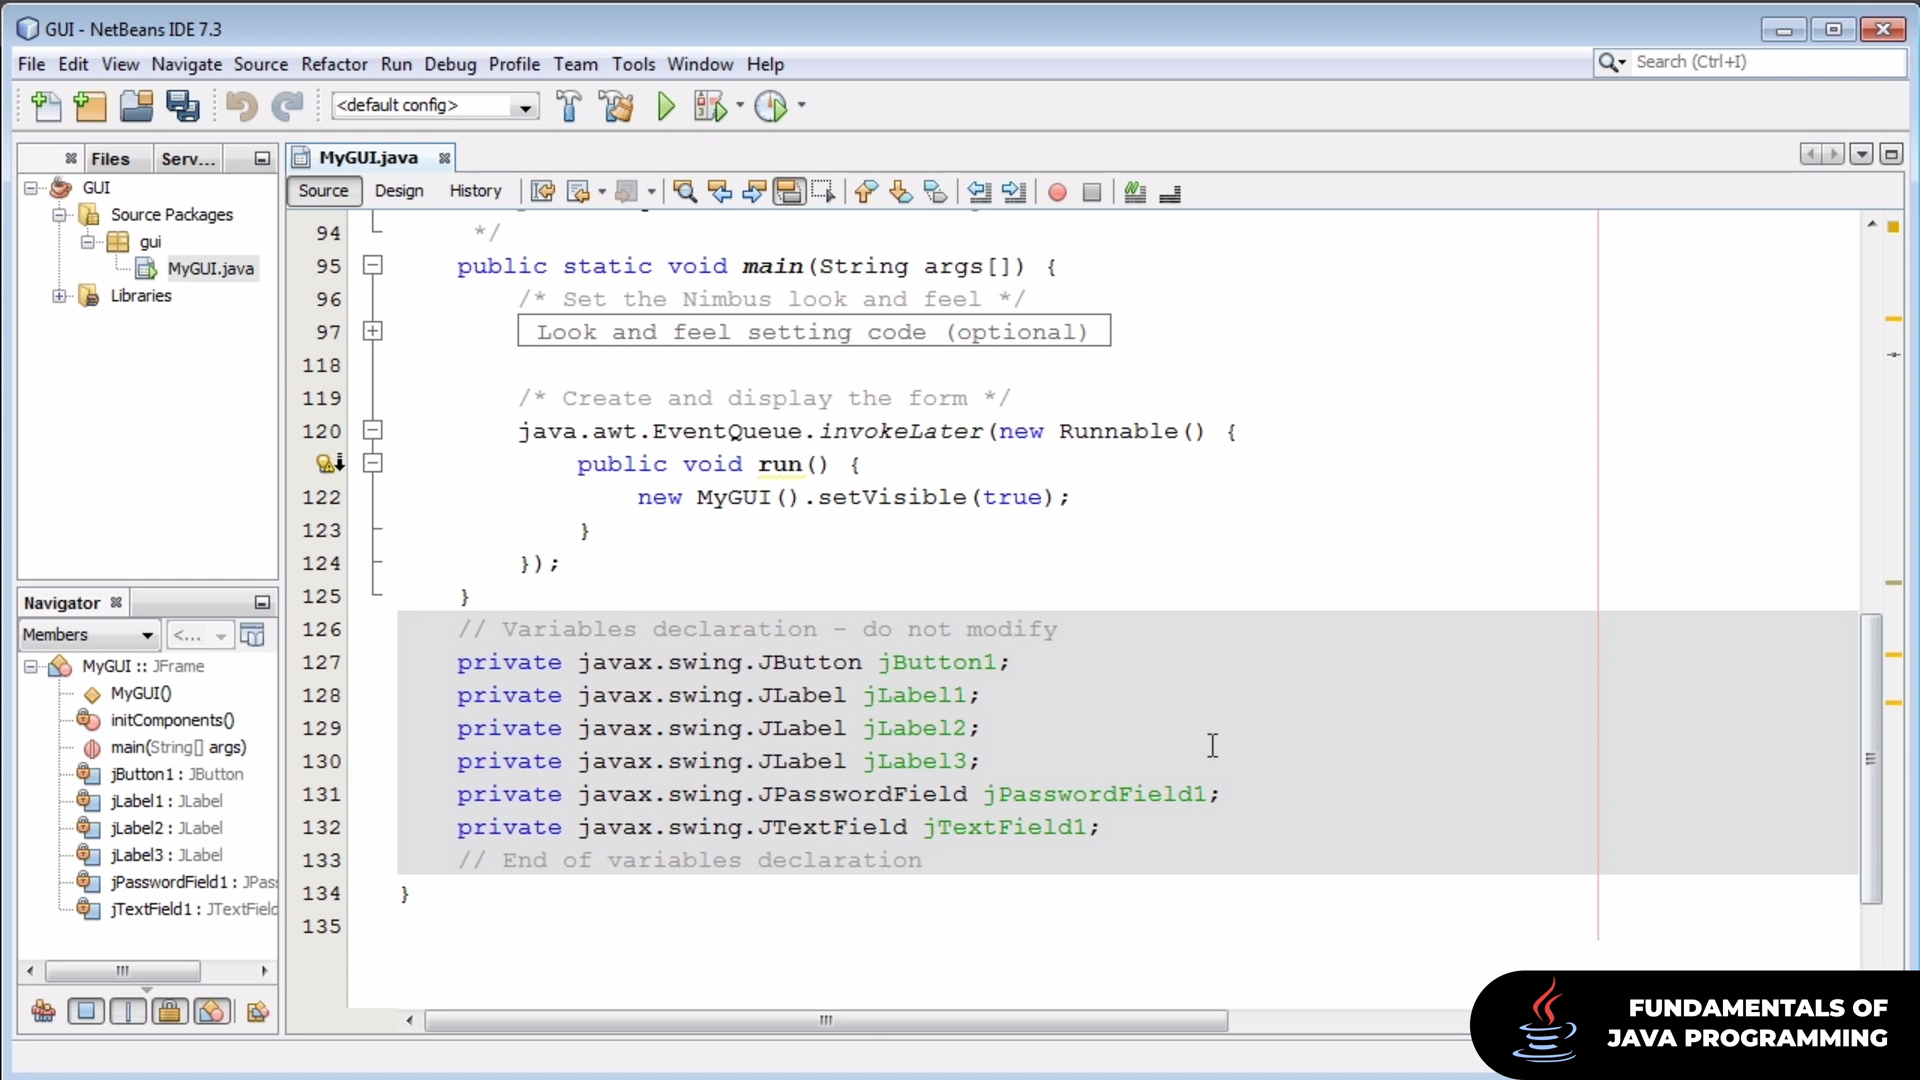 GUI - NetBeans IDE 7.3
File Edit View Navigate Source Refactor Run Debug Profile Team Tools Window Help
Search (Ctrl+I)
<default config>
Files Serv...
MyGUI.java
GUI
Source Packages
gui
MyGUI.java
Libraries
Source Design History
94 */
95 public static void main(String args[]) {
96 /* Set the Nimbus look and feel */
97 Look and feel setting code (optional)
118
119 /* Create and display the form */
120 java.awt.EventQueue.invokeLater(new Runnable() {
public void run() {
122 new MyGUI().setVisible(true);
123 }
124 });
125 }
126 // Variables declaration - do not modify
127 private javax.swing.JButton jButton1;
128 private javax.swing.JLabel jLabel1;
129 private javax.swing.JLabel jLabel2;
130 private javax.swing.JLabel jLabel3;
131 private javax.swing.JPasswordField jPasswordField1;
132 private javax.swing.JTextField jTextField1;
133 // End of variables declaration
134 }
135
Navigator
Members <...
MyGUI :: JFrame
MyGUI()
initComponents()
main(String[] args)
jButton1 : JButton
jLabel1 : JLabel
jLabel2 : JLabel
jLabel3 : JLabel
jPasswordField1 : JPas
jTextField1 : JTextField
FUNDAMENTALS OF
JAVA PROGRAMMING